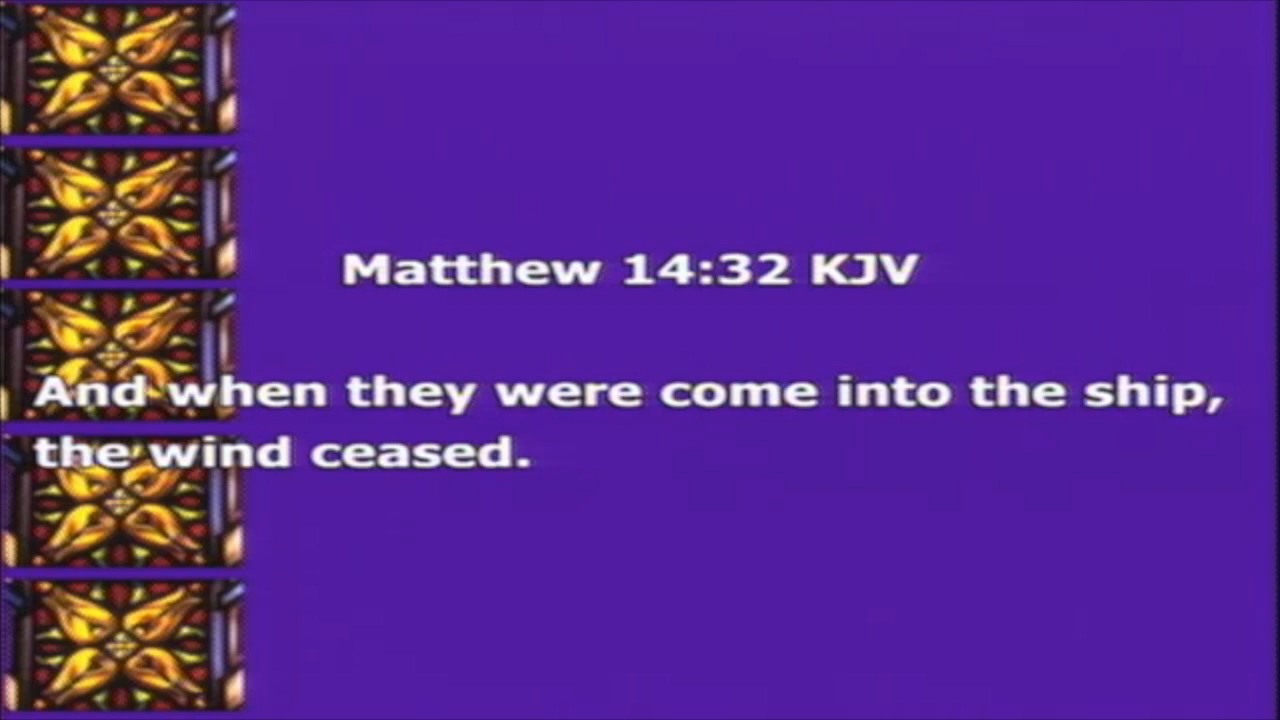 Matthew 14:32 KJV
And when they were come into the ship,
the wind ceased.